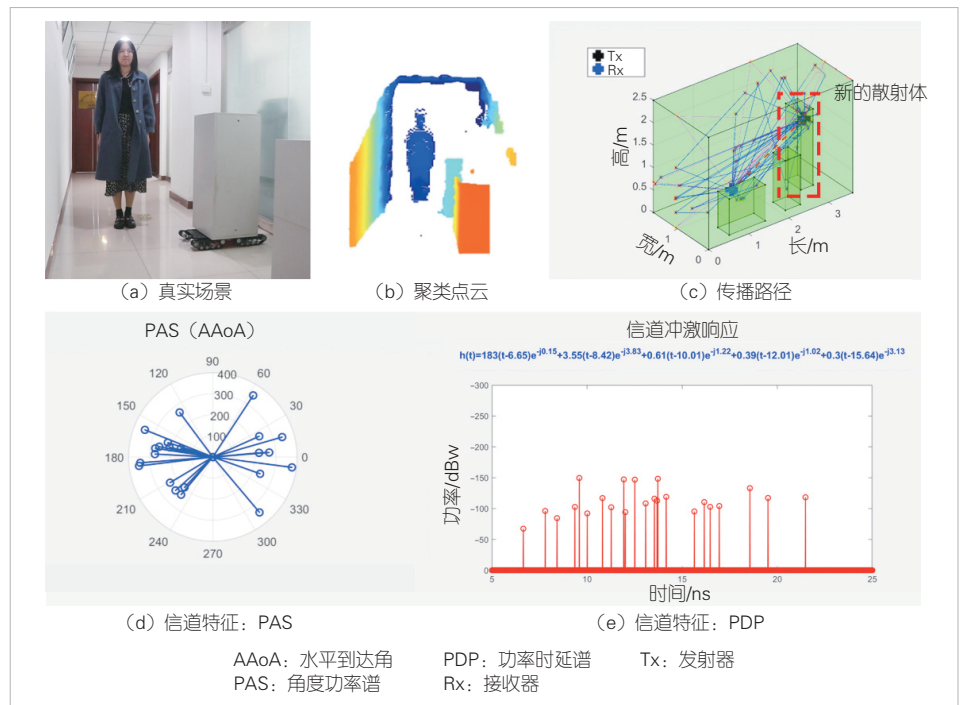 Tx
Rx
新的散射体
2.5
2
1.5
1
0.5
0
高/m
1
0
宽/m
0
1
2
3
长/m
（a）真实场景
（b）聚类点云
（c）传播路径
PAS（AAoA）
90
120
400
60
300
150
200
30
100
180
0
210
330
240
300
270
信道冲激响应
h(t)=183(t-6.65)e^-j0.15+3.55(t-8.42)e^-j3.83+0.61(t-10.01)e^-j1.22+0.39(t-12.01)e^-j1.02+0.3(t-15.64)e^-j3.13
-300
-250
-200
-150
-100
-50
0
功率/dBw
5
10
15
20
25
时间/ns
（d）信道特征：PAS
（e）信道特征：PDP
AAoA：水平到达角 PDP：功率时延谱 Tx：发射器
PAS：角度功率谱 Rx：接收器